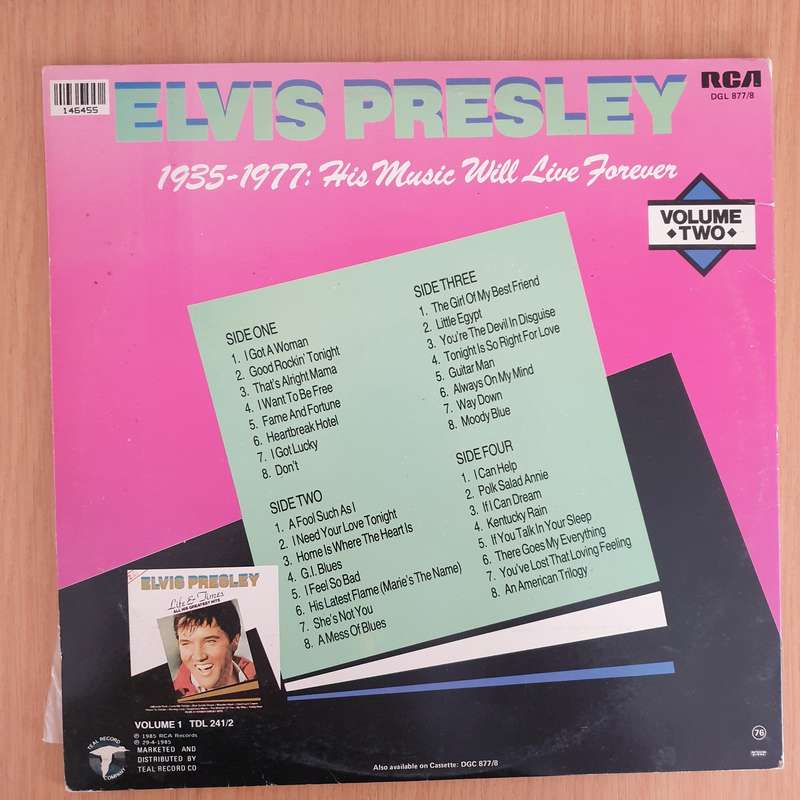 146455
ELVIS PRESLEY
RCA
DGL 877/8
1935-1977: His Music Will Live Forever
VOLUME
TWO
SIDE ONE
1. I Got A Woman
2. Good Rockin' Tonight
3. That's Alright Mama
4. I Want To Be Free
5. Fame And Fortune
6. Heartbreak Hotel
7. I Got Lucky
8. Don't
SIDE TWO
1. A Fool Such As I
2. I Need Your Love Tonight
3. Home Is Where The Heart Is
4. G.I. Blues
5. I Feel So Bad
6. His Latest Flame (Marie's The Name)
7. She's Not You
8. A Mess Of Blues
SIDE THREE
1. The Girl Of My Best Friend
2. Little Egypt
3. You're The Devil In Disguise
4. Tonight Is So Right For Love
5. Guitar Man
6. Always On My Mind
7. Way Down
8. Moody Blue
SIDE FOUR
1. I Can Help
2. Polk Salad Annie
3. If I Can Dream
4. Kentucky Rain
5. If You Talk In Your Sleep
6. There Goes My Everything
7. You've Lost That Loving Feeling
8. An American Trilogy
ELVIS PRESLEY
Life & Times
ALL HIS GREATEST HITS
VOLUME 1 TDL 241/2
℗ 1985 RCA Records
℗ 29-4-1985
MARKETED AND
DISTRIBUTED BY
TEAL RECORD CO
TEAL RECORD
COMPANY
Also available on Cassette: DGC 877/8
76